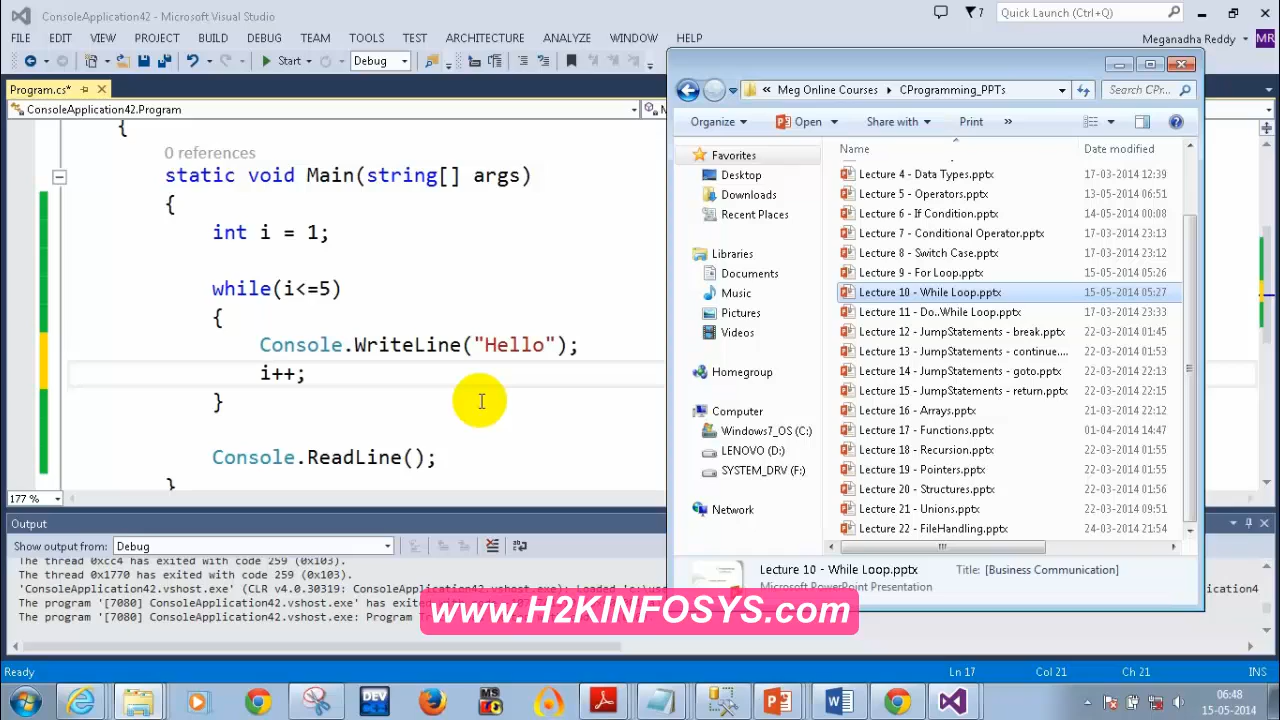 ConsoleApplication42 - Microsoft Visual Studio
7
Quick Launch (Ctrl+Q)
FILE EDIT VIEW PROJECT BUILD DEBUG TEAM TOOLS TEST ARCHITECTURE ANALYZE WINDOW HELP
Meganadha Reddy MR
Start Debug
Program.cs*
ConsoleApplication42.Program
{
0 references
static void Main(string[] args)
{
int i = 1;
while(i<=5)
{
Console.WriteLine("Hello");
i++;
}
Console.ReadLine();
}
177 %
« Meg Online Courses CProgramming_PPTs
Search CPr...
Organize Open Share with Print »
Favorites
Desktop
Downloads
Recent Places
Libraries
Documents
Music
Pictures
Videos
Homegroup
Computer
Windows7_OS (C:)
LENOVO (D:)
SYSTEM_DRV (F:)
Network
Name Date modified
Lecture 4 - Data Types.pptx 17-03-2014 12:39
Lecture 5 - Operators.pptx 13-05-2014 06:51
Lecture 6 - If Condition.pptx 14-05-2014 00:08
Lecture 7 - Conditional Operator.pptx 17-03-2014 23:13
Lecture 8 - Switch Case.pptx 17-03-2014 23:13
Lecture 9 - For Loop.pptx 15-05-2014 05:26
Lecture 10 - While Loop.pptx 15-05-2014 05:27
Lecture 11 - Do..While Loop.pptx 17-03-2014 23:33
Lecture 12 - JumpStatements - break.pptx 22-03-2014 01:45
Lecture 13 - JumpStatements - continue.... 22-03-2014 01:53
Lecture 14 - JumpStatements - goto.pptx 22-03-2014 01:53
Lecture 15 - JumpStatements - return.pptx 22-03-2014 01:53
Lecture 16 - Arrays.pptx 21-03-2014 22:12
Lecture 17 - Functions.pptx 01-04-2014 14:47
Lecture 18 - Recursion.pptx 22-03-2014 01:55
Lecture 19 - Pointers.pptx 22-03-2014 01:55
Lecture 20 - Structures.pptx 22-03-2014 01:56
Lecture 21 - Unions.pptx 22-03-2014 09:51
Lecture 22 - FileHandling.pptx 24-03-2014 21:54
Lecture 10 - While Loop.pptx Title: [Business Communication]
Microsoft PowerPoint Presentation
Output
Show output from: Debug
The thread 0xcc4 has exited with code 259 (0x103).
The thread 0x1770 has exited with code 259 (0x103).
'ConsoleApplication42.vshost.exe' (CLR v4.0.30319: ConsoleApplication42.vshost.exe): Loaded
The program '[7080] ConsoleApplication42.vshost.exe' has exited
The program '[7080] ConsoleApplication42.vshost.exe: Program
www.H2KINFOSYS.com
Ready Ln 17 Col 21 Ch 21 INS
DEV
MS
06:48
15-05-2014